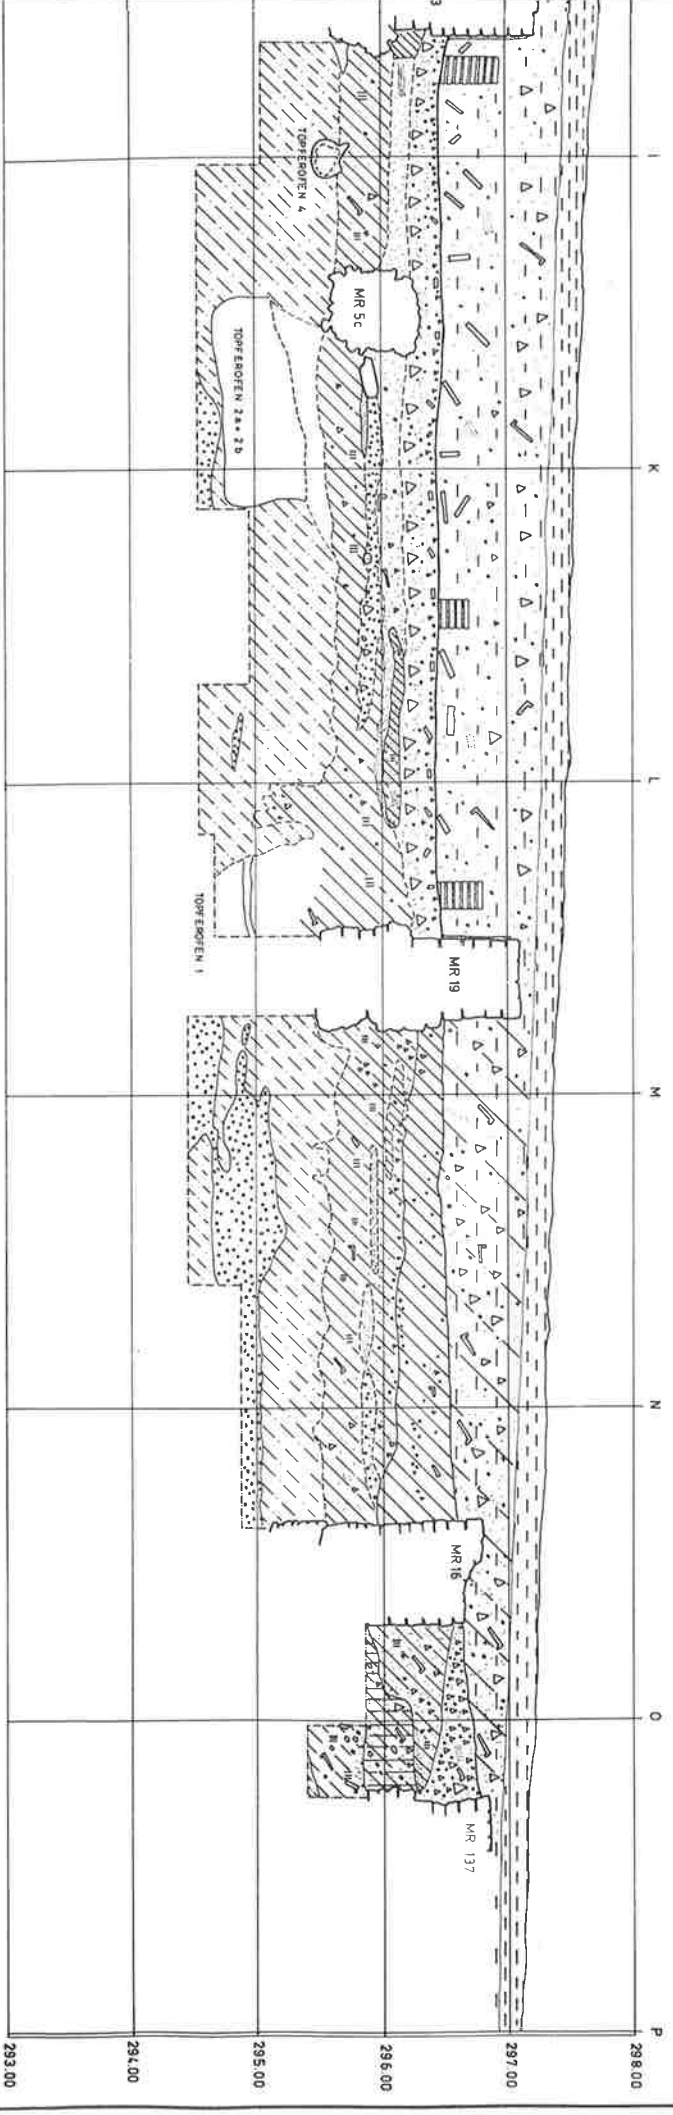 3
I
K
L
M
N
O
P
298.00
297.00
296.00
295.00
294.00
293.00
MR 5c
MR 19
MR 16
MR 137
TOPFEROFEN 4
TOPFEROFEN 2a+2b
TOPFEROFEN 1